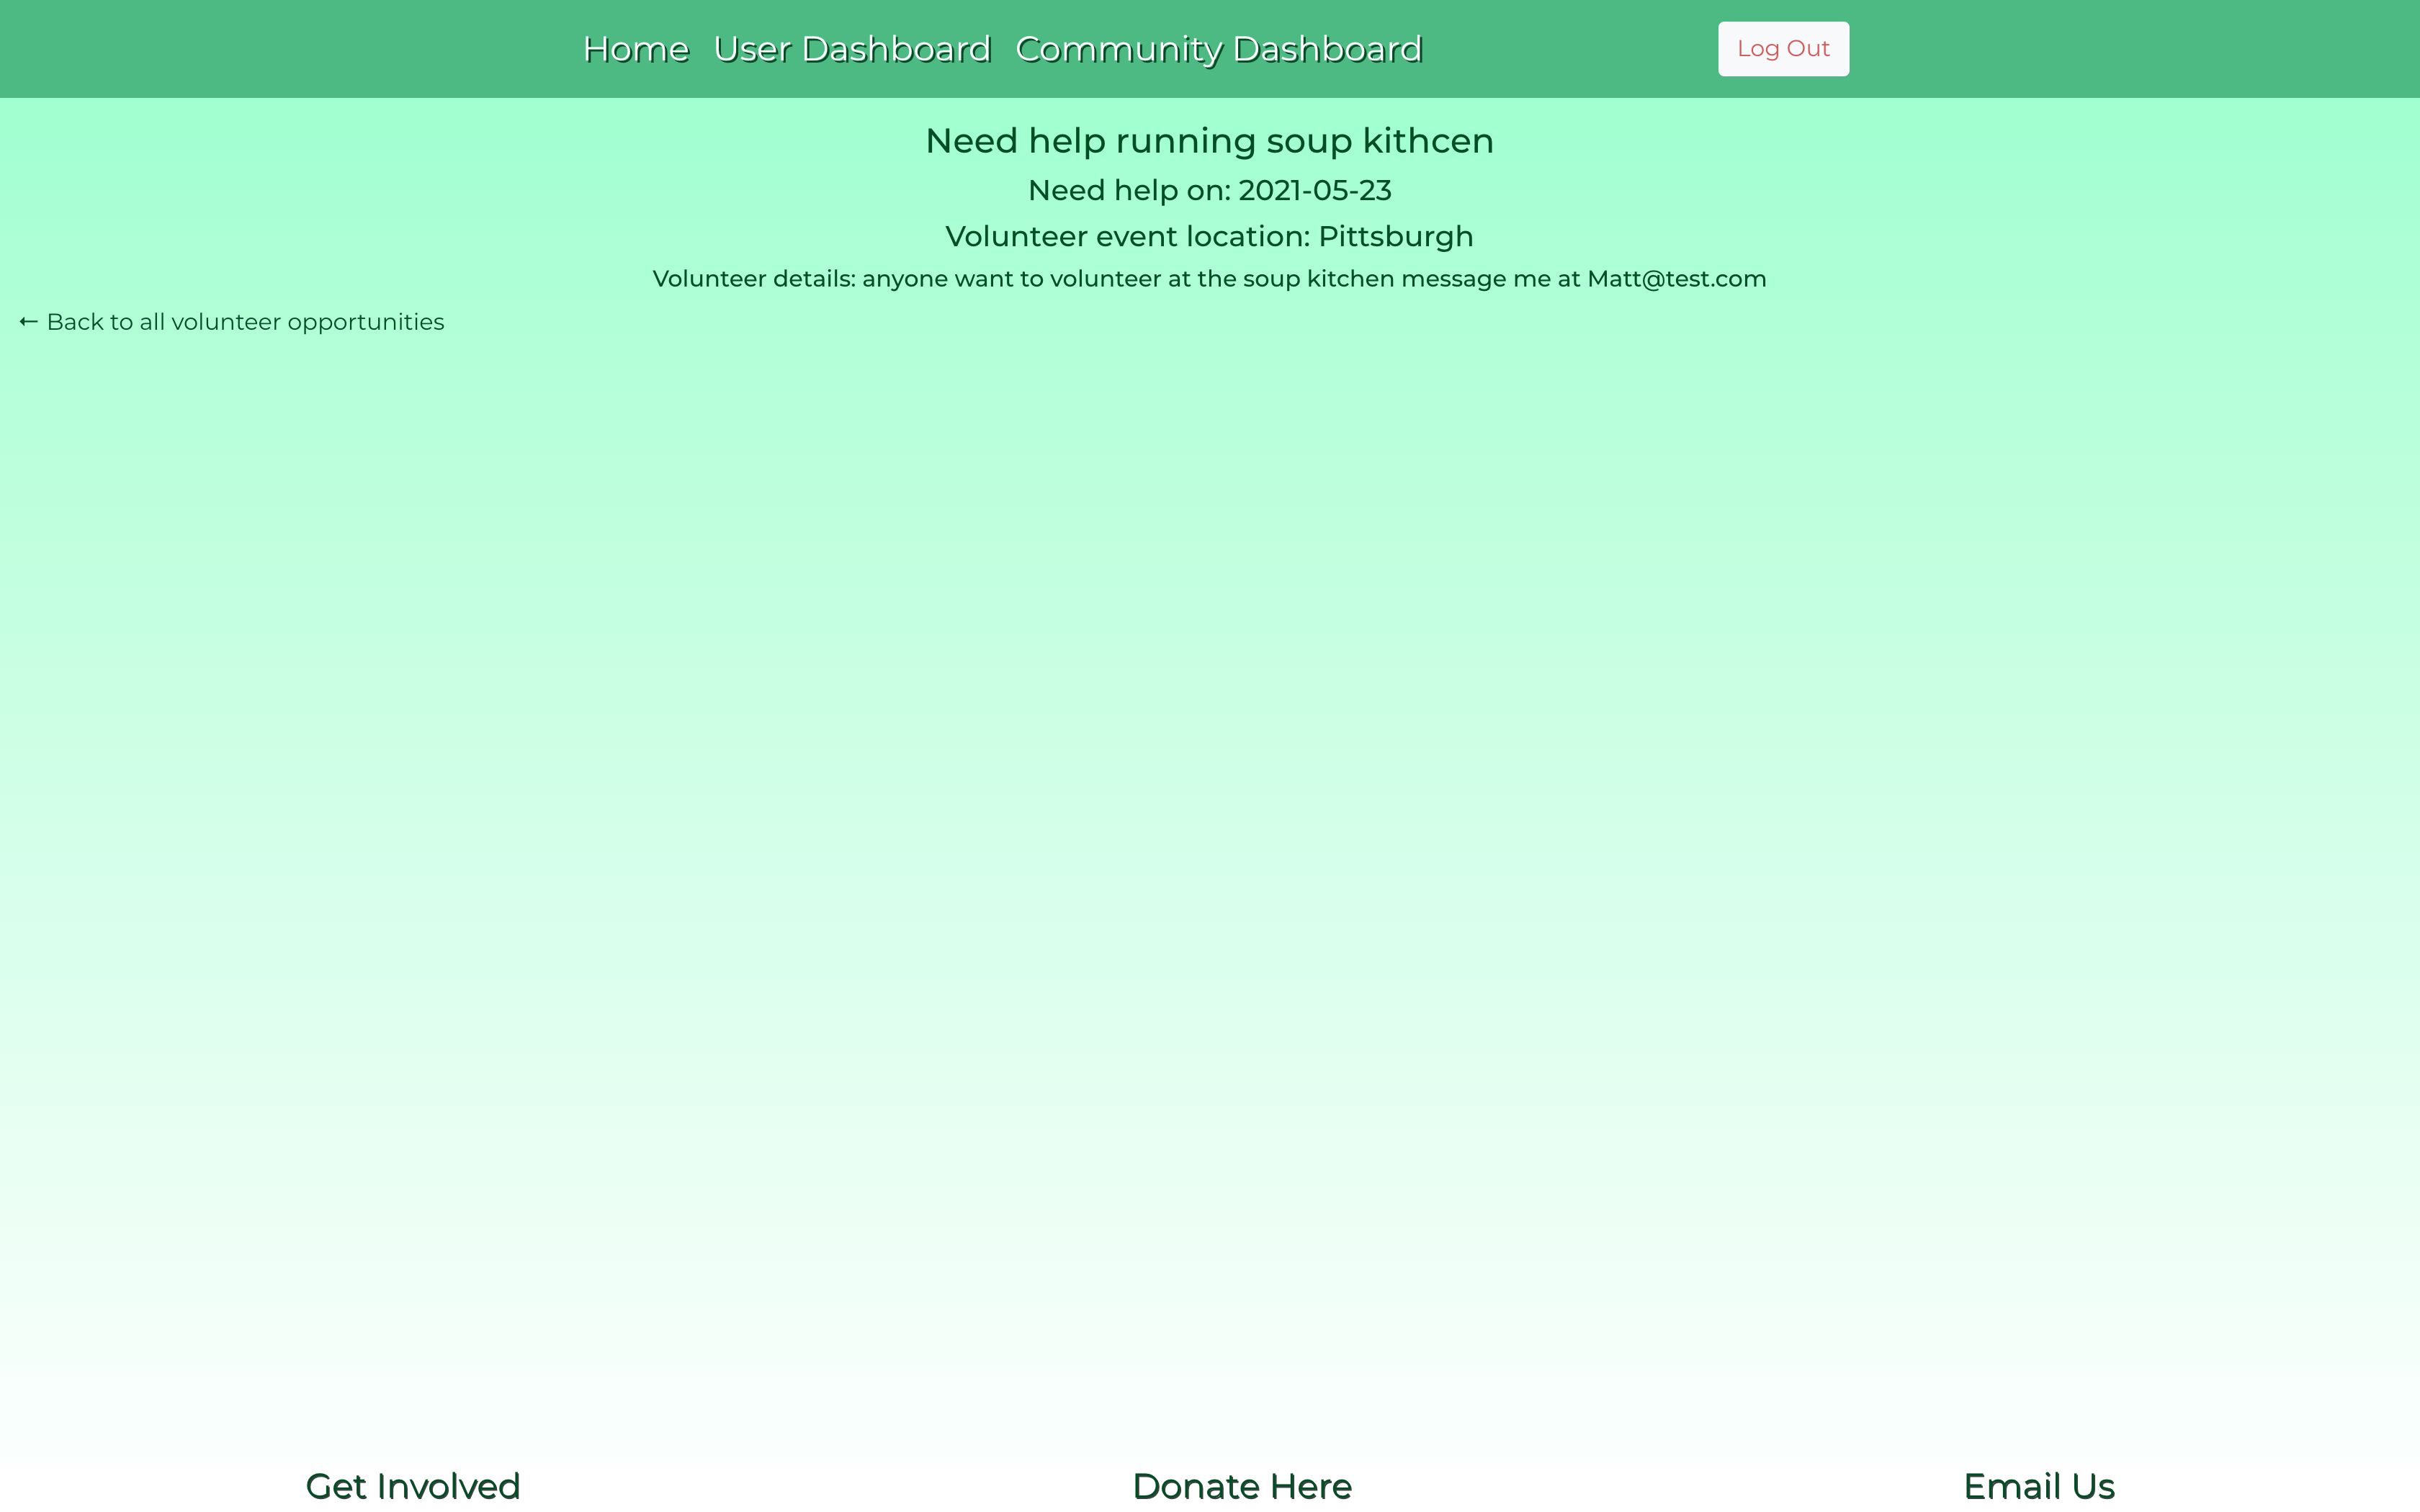 Home User Dashboard Community Dashboard Log Out
Need help running soup kithcen
Need help on: 2021-05-23
Volunteer event location: Pittsburgh
Volunteer details: anyone want to volunteer at the soup kitchen message me at Matt@test.com
← Back to all volunteer opportunities
Get Involved Donate Here Email Us